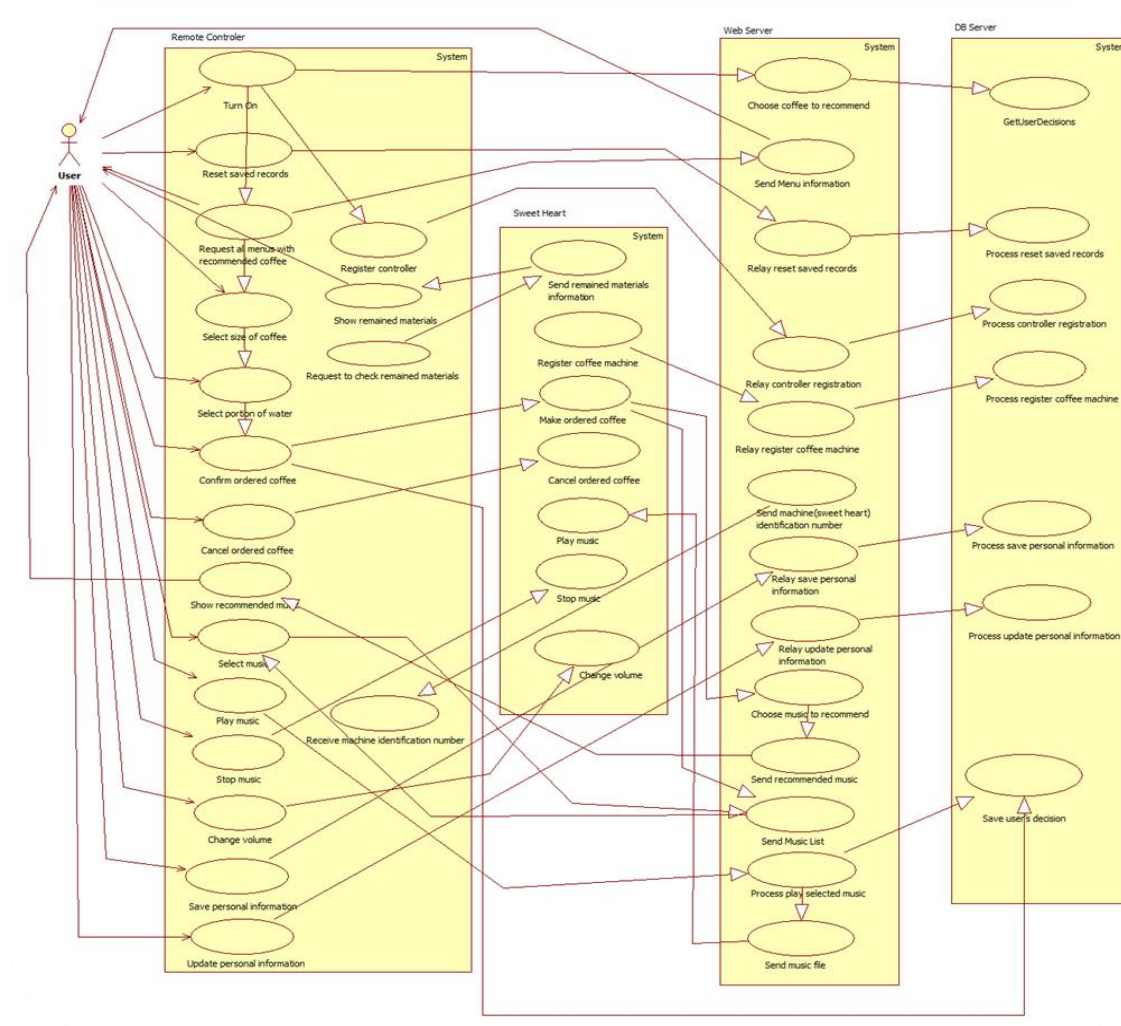 Remote Controler
System
Turn On
Reset saved records
Request all menus with
recommended coffee
Register controller
Select size of coffee
Show remained materials
Request to check remained materials
Select portion of water
Confirm ordered coffee
Cancel ordered coffee
Show recommended music
Select music
Play music
Receive machine identification number
Stop music
Change volume
Save personal information
Update personal information
User
Sweet Heart
System
Send remained materials
information
Register coffee machine
Make ordered coffee
Cancel ordered coffee
Play music
Stop music
Change volume
Web Server
System
Choose coffee to recommend
Send Menu information
Relay reset saved records
Relay controller registration
Relay register coffee machine
Send machine(sweet heart)
identification number
Relay save personal
information
Relay update personal
information
Choose music to recommend
Send recommended music
Send Music List
Process play selected music
Send music file
DB Server
System
GetUserDecisions
Process reset saved records
Process controller registration
Process register coffee machine
Process save personal information
Process update personal information
Save user's decision